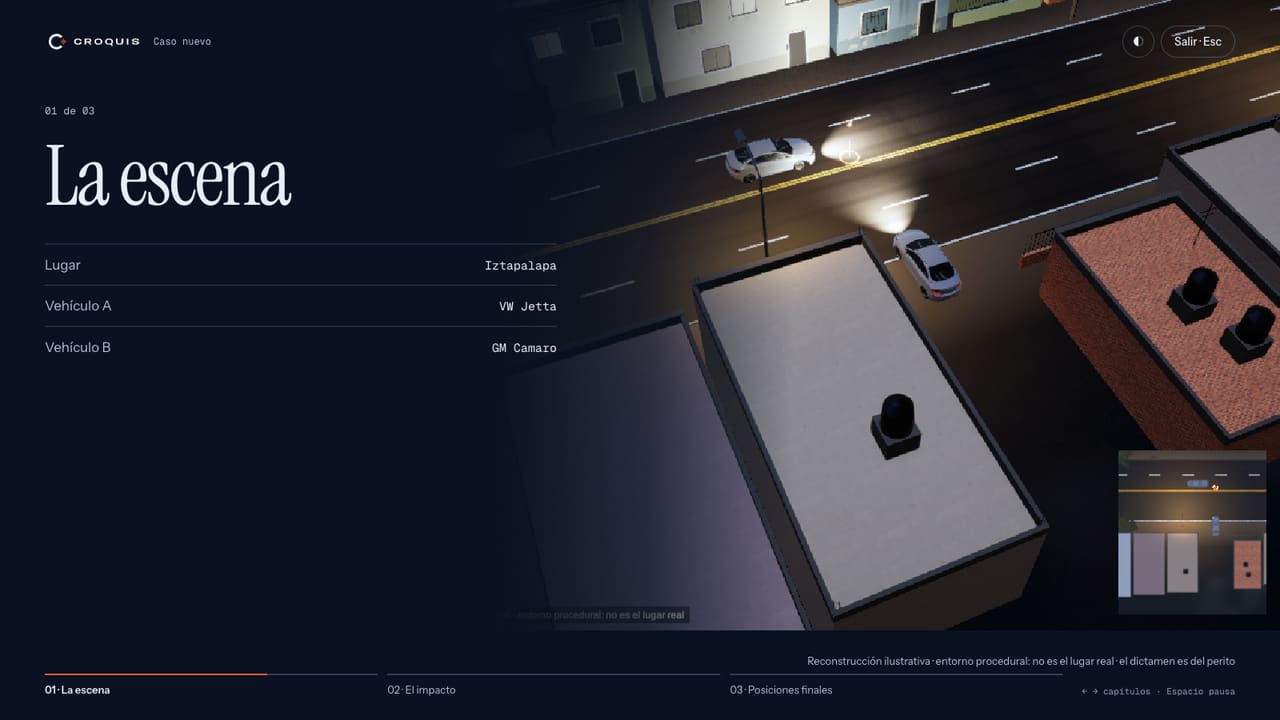 CROQUIS Caso nuevo
Salir·Esc
01 de 03
La escena
Lugar Iztapalapa
Vehículo A VW Jetta
Vehículo B GM Camaro
entorno procedural: no es el lugar real
Reconstrucción ilustrativa·entorno procedural: no es el lugar real·el dictamen es del perito
01·La escena
02·El impacto
03·Posiciones finales
← → capítulos · Espacio pausa